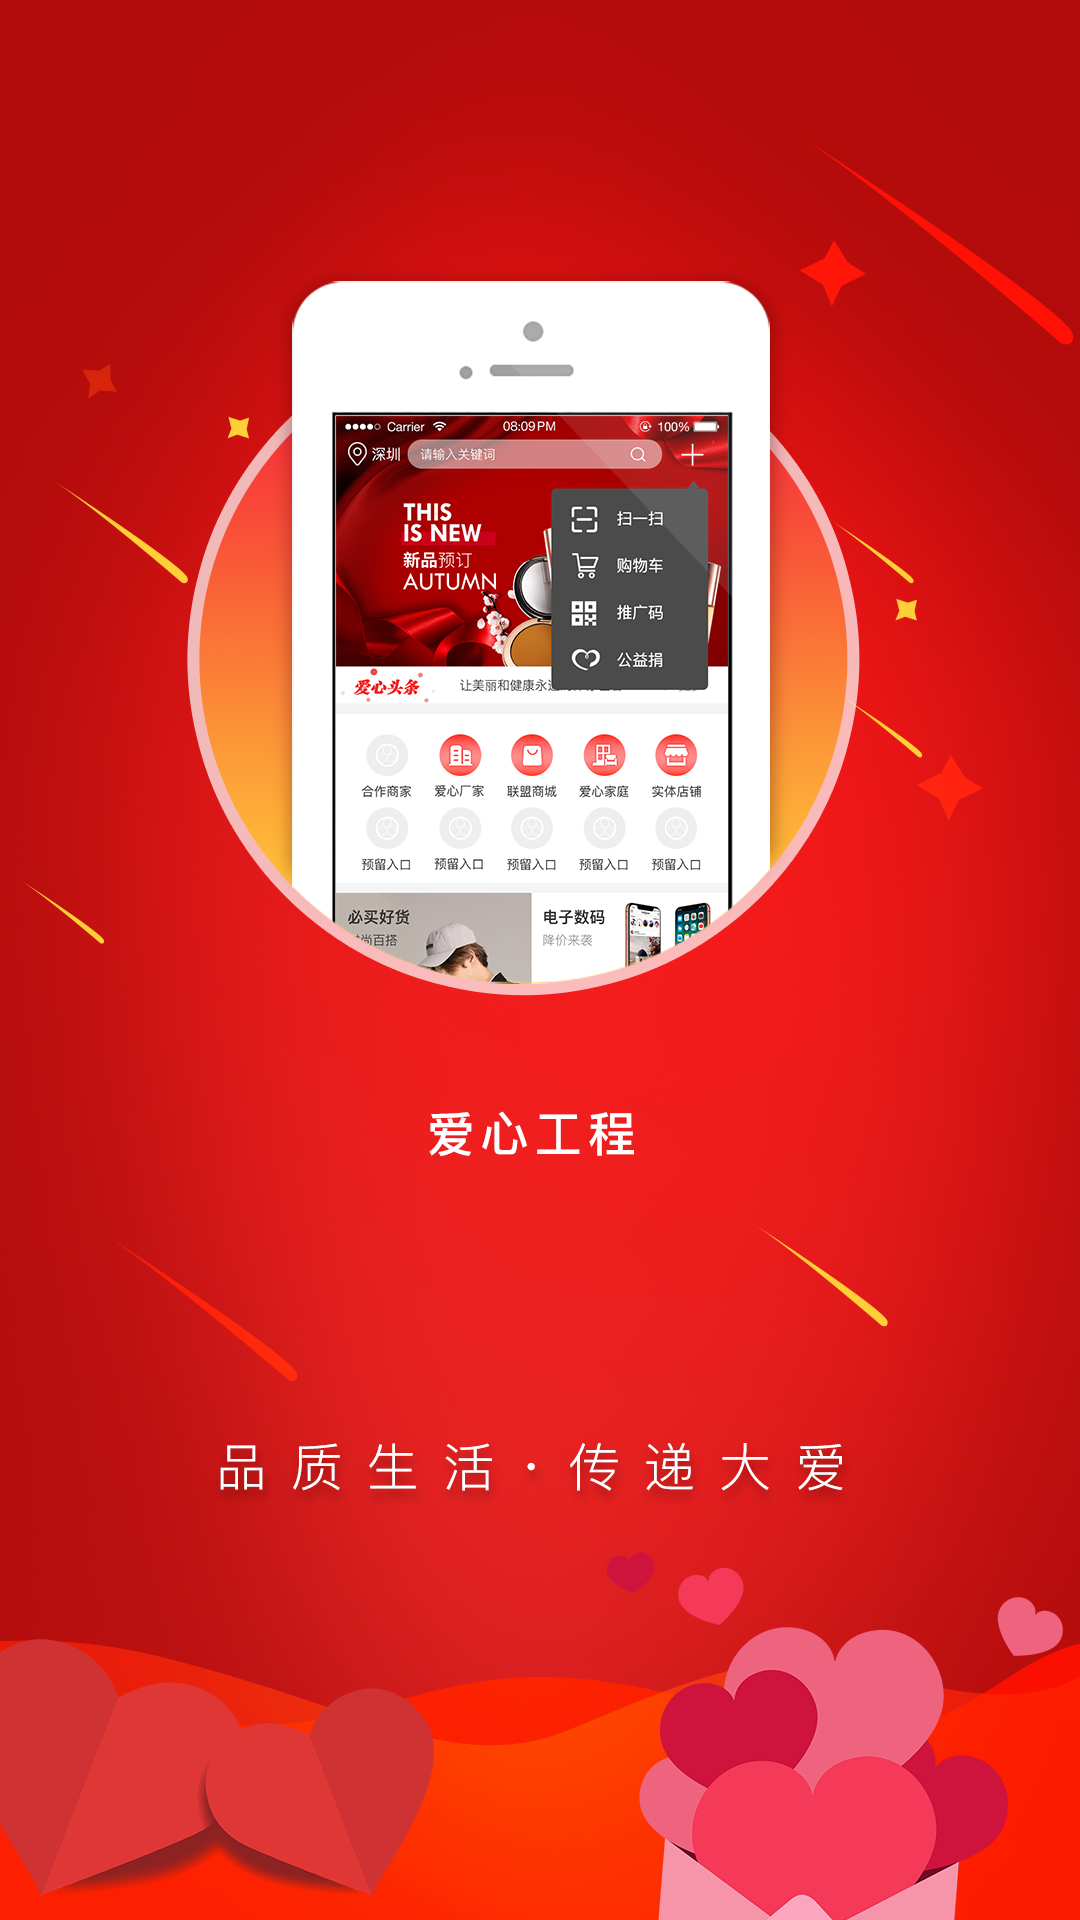 Carrier 08:09PM 100%
深圳 请输入关键词
THIS
IS NEW
新品预订
AUTUMN
扫一扫
购物车
推广码
公益捐
爱心头条 让美丽和健康永
合作商家 爱心厂家 联盟商城 爱心家庭 实体店铺
预留入口 预留入口 预留入口 预留入口 预留入口
必买好货 电子数码
时尚百搭 降价来袭
爱心工程
品质生活·传递大爱